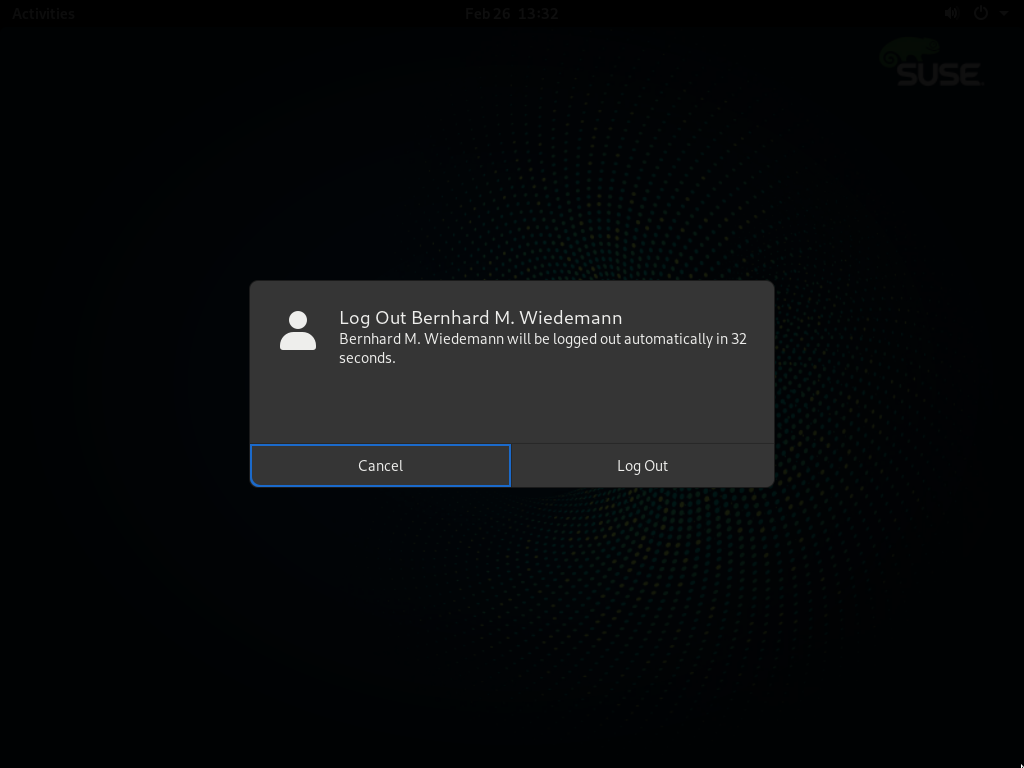 Activities
Feb 26 13:32
SUSE
Log Out Bernhard M. Wiedemann
Bernhard M. Wiedemann will be logged out automatically in 32
seconds.
Cancel
Log Out